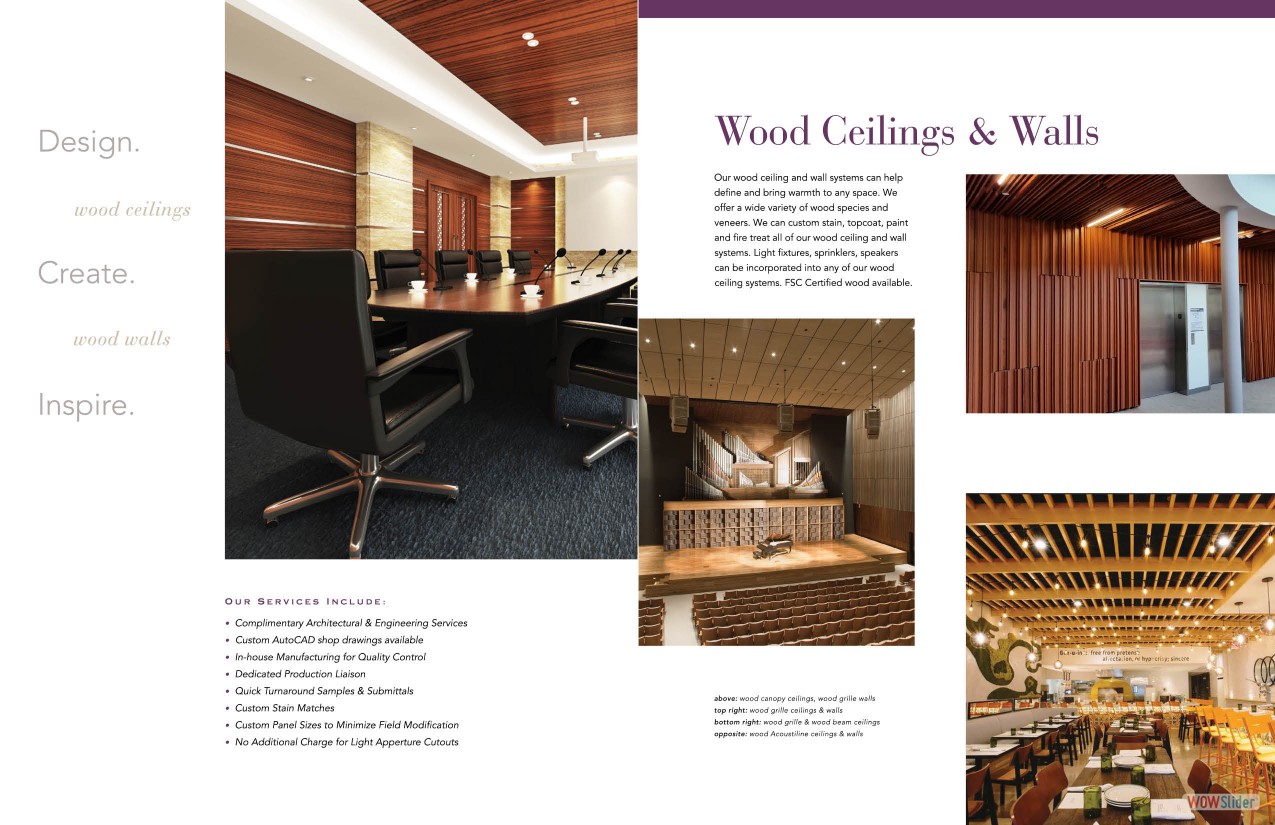 Design.
wood ceilings
Create.
wood walls
Inspire.
OUR SERVICES INCLUDE:
• Complimentary Architectural & Engineering Services
• Custom AutoCAD shop drawings available
• In-house Manufacturing for Quality Control
• Dedicated Production Liaison
• Quick Turnaround Samples & Submittals
• Custom Stain Matches
• Custom Panel Sizes to Minimize Field Modification
• No Additional Charge for Light Apperture Cutouts
Wood Ceilings & Walls
Our wood ceiling and wall systems can help
define and bring warmth to any space. We
offer a wide variety of wood species and
veneers. We can custom stain, topcoat, paint
and fire treat all of our wood ceiling and wall
systems. Light fixtures, sprinklers, speakers
can be incorporated into any of our wood
ceiling systems. FSC Certified wood available.
above: wood canopy ceilings, wood grille walls
top right: wood grille ceilings & walls
bottom right: wood grille & wood beam ceilings
opposite: wood Acoustiline ceilings & walls
free from pretens
hypocrisy; sincere
WOWSlider